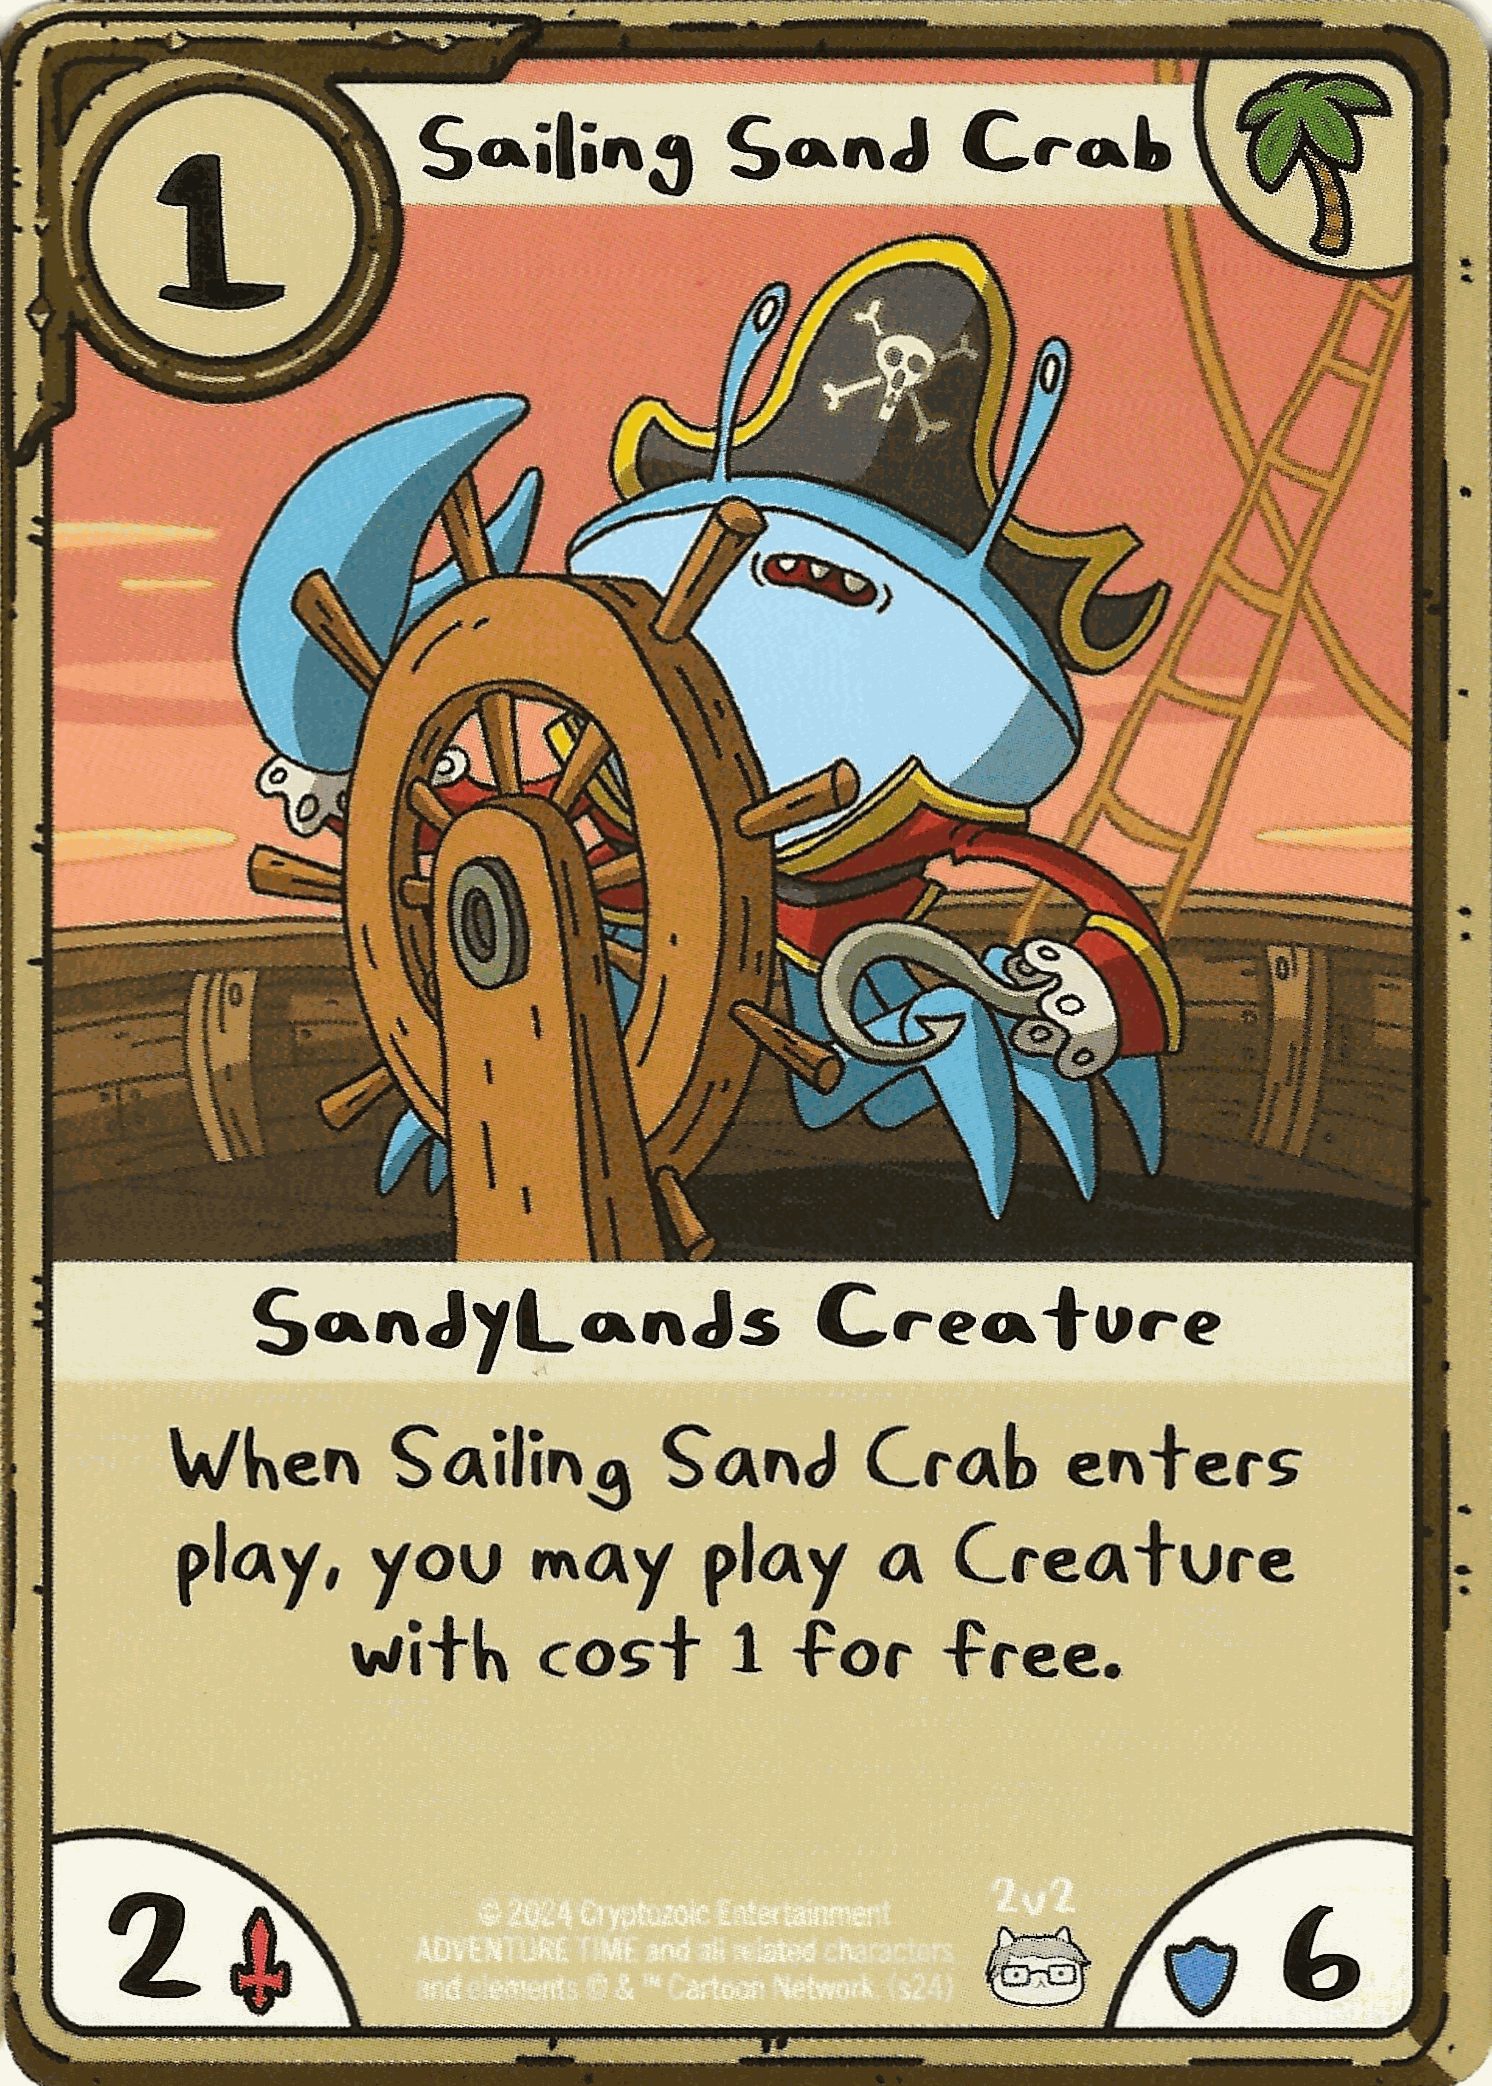 1
Sailing Sand Crab
SandyLands Creature
When Sailing Sand Crab enters
play, you may play a Creature
with cost 1 for free.
2
© 2024 Cryptozoic Entertainment
ADVENTURE TIME and all related characters
and elements © & ™ Cartoon Network. (s24)
2v2
6